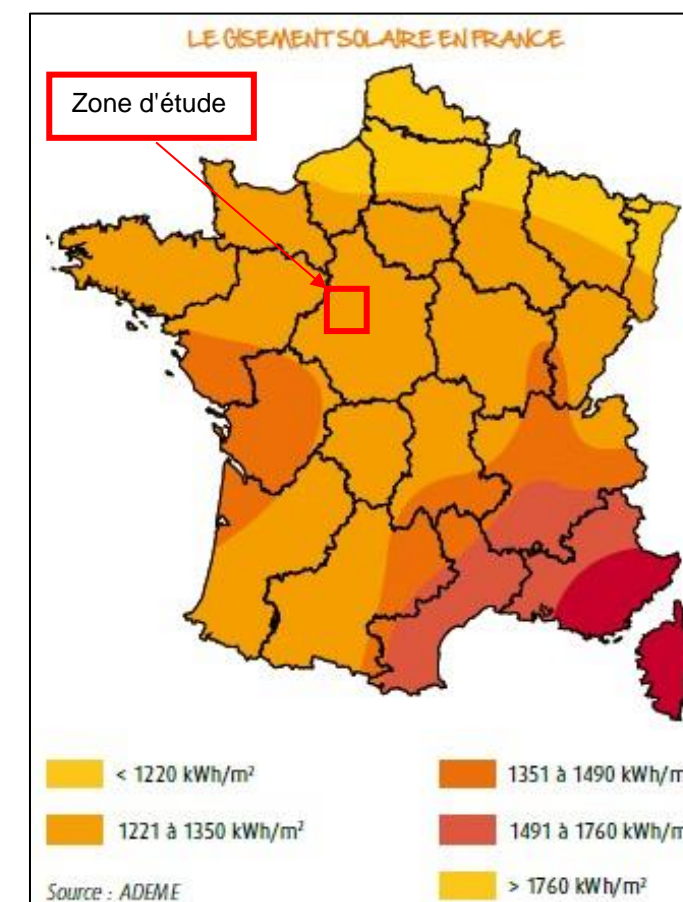 LE GISEMENT SOLAIRE EN FRANCE
Zone d'étude
< 1220 kWh/m²
1221 à 1350 kWh/m²
1351 à 1490 kWh/m
1491 à 1760 kWh/m
> 1760 kWh/m²
Source : ADEME